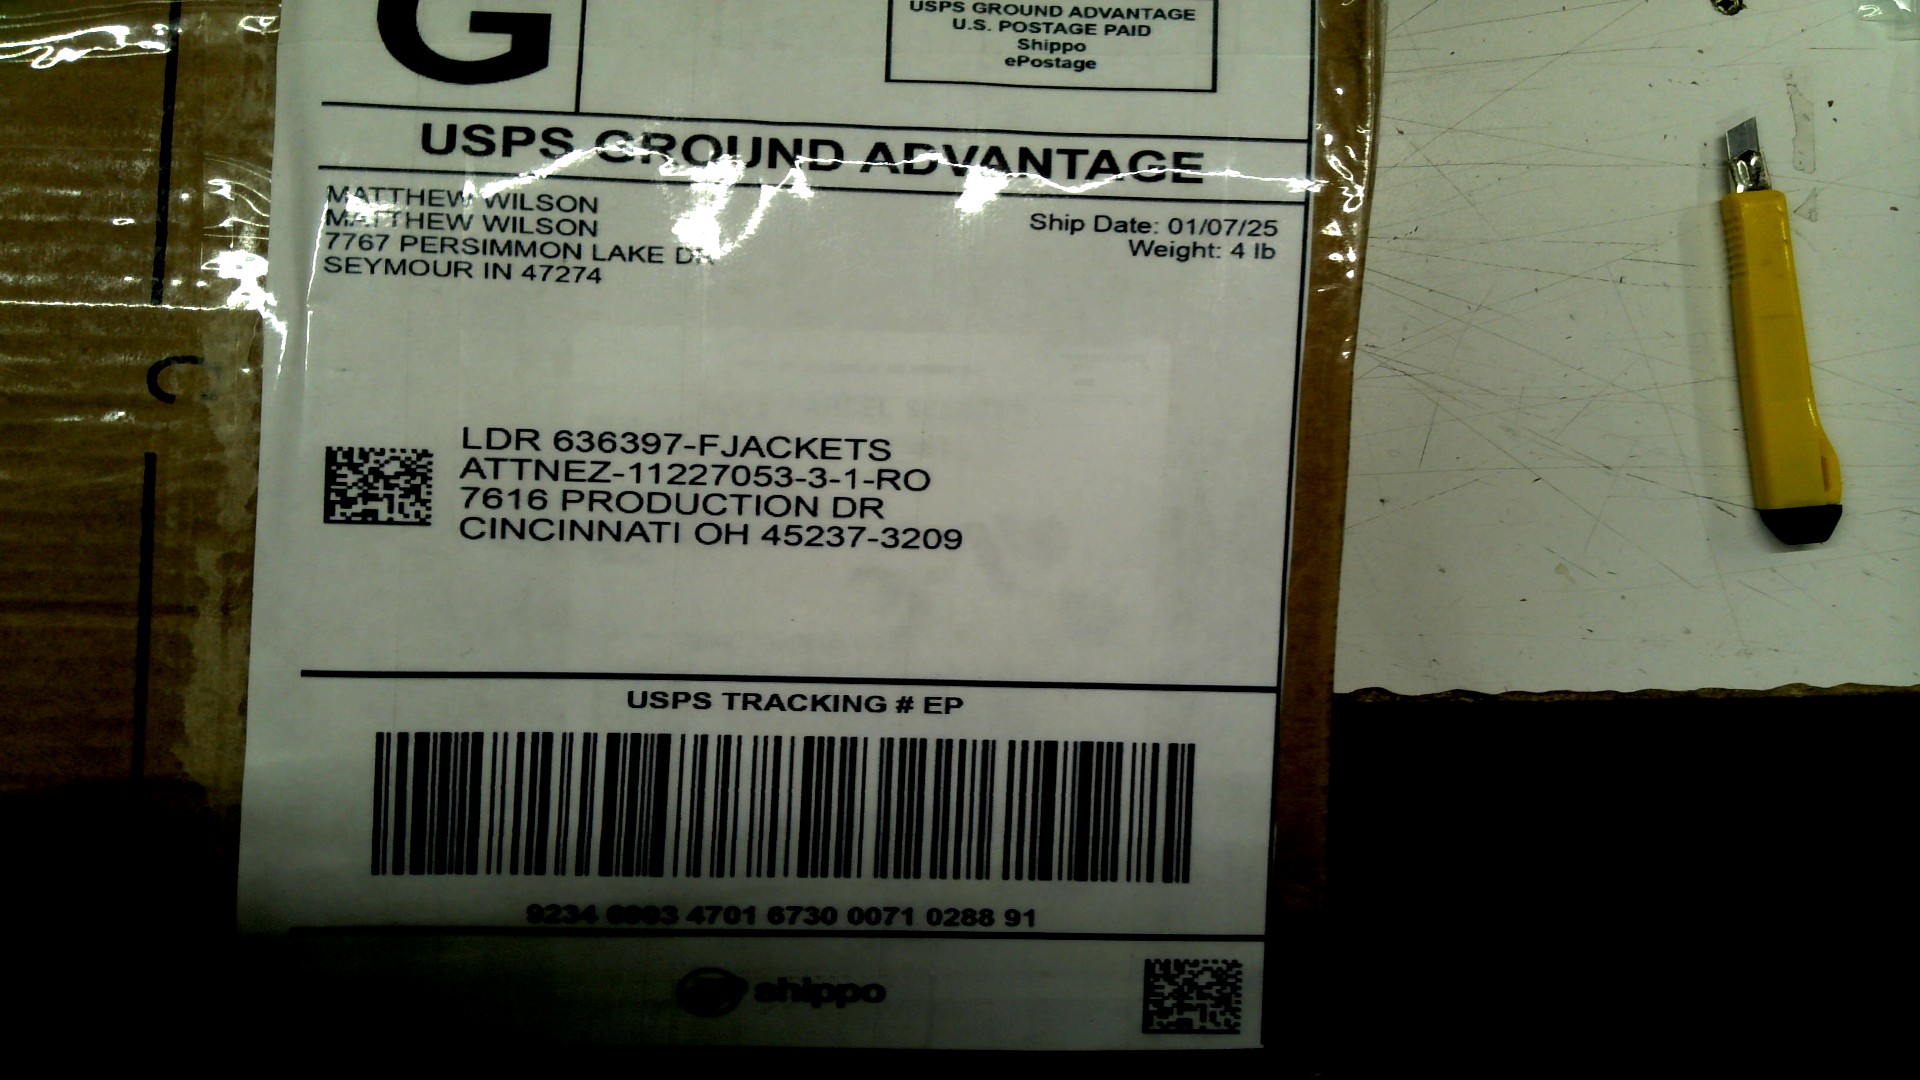 G
USPS GROUND ADVANTAGE
U.S. POSTAGE PAID
Shippo
ePostage
USPS GROUND ADVANTAGE
MATTHEW WILSON
MATTHEW WILSON
7767 PERSIMMON LAKE DR
SEYMOUR IN 47274
Ship Date: 01/07/25
Weight: 4 lb
LDR 636397-FJACKETS
ATTNEZ-11227053-3-1-RO
7616 PRODUCTION DR
CINCINNATI OH 45237-3209
USPS TRACKING # EP
9234 6903 4701 6730 0071 0288 91
shippo